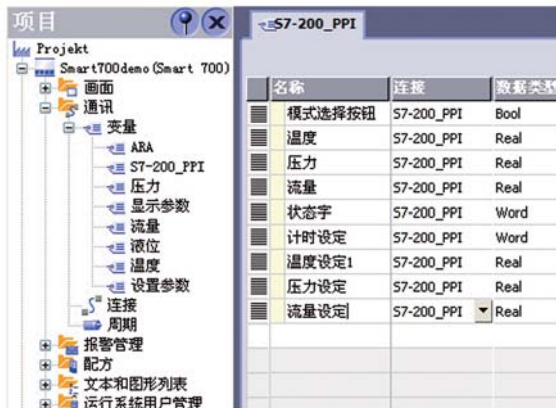 项目
Projekt
Smart700demo(Smart 700)
画面
通讯
变量
ARA
S7-200_PPI
压力
显示参数
流量
液位
温度
设置参数
连接
周期
报警管理
配方
文本和图形列表
运行系统用户管理
S7-200_PPI
名称 连接 数据类型
模式选择按钮 S7-200_PPI Bool
温度 S7-200_PPI Real
压力 S7-200_PPI Real
流量 S7-200_PPI Real
状态字 S7-200_PPI Word
计时设定 S7-200_PPI Word
温度设定1 S7-200_PPI Real
压力设定 S7-200_PPI Real
流量设定 S7-200_PPI Real